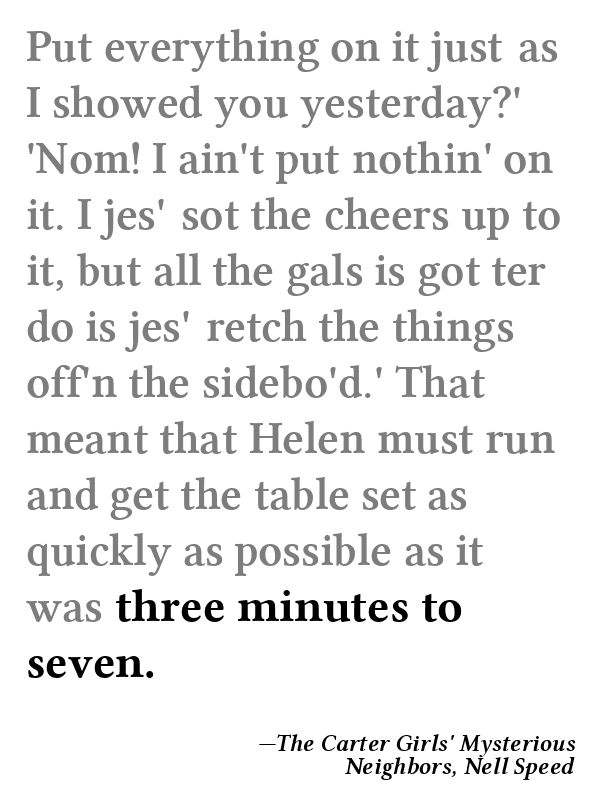 Put everything on it just as
I showed you yesterday?'
'Nom! I ain't put nothin' on
it. I jes' sot the cheers up to
it, but all the gals is got ter
do is jes' retch the things
off'n the sidebo'd.' That
meant that Helen must run
and get the table set as
quickly as possible as it
was three minutes to
seven.
—The Carter Girls' Mysterious
Neighbors, Nell Speed